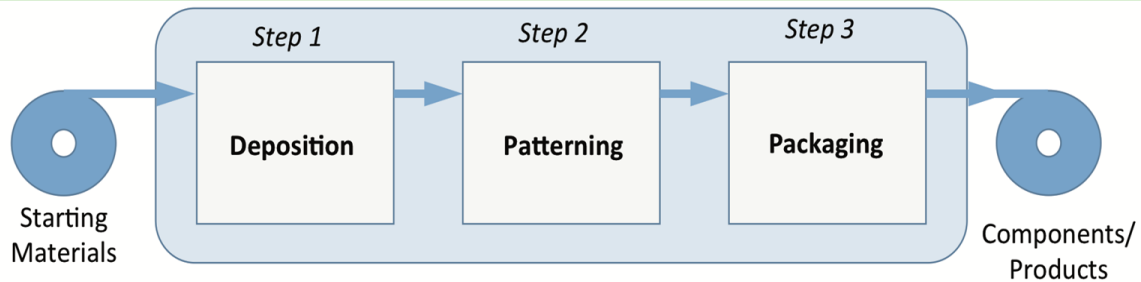 Step 1
Step 2
Step 3
Deposition
Patterning
Packaging
Starting
Materials
Components/
Products